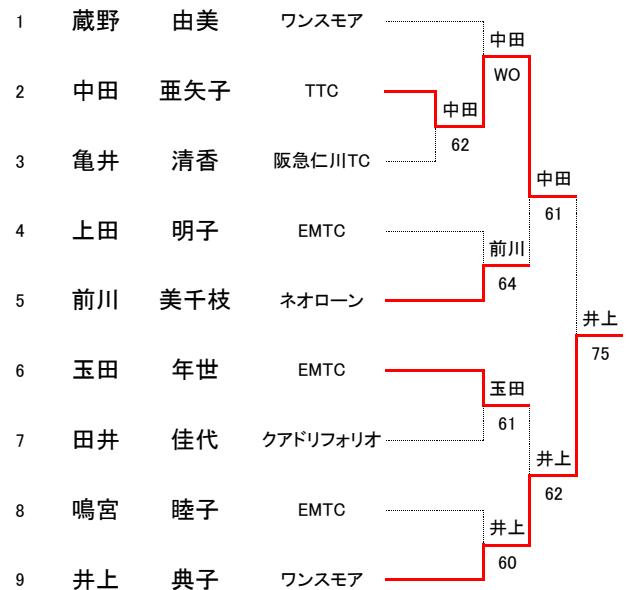 1 蔵野 由美 ワンスモア
中田
WO
2 中田 亜矢子 TTC
中田
62
3 亀井 清香 阪急仁川TC
中田
61
4 上田 明子 EMTC
前川
64
5 前川 美千枝 ネオローン
井上
75
6 玉田 年世 EMTC
玉田
61
7 田井 佳代 クアドリフォリオ
井上
62
8 鳴宮 睦子 EMTC
井上
60
9 井上 典子 ワンスモア